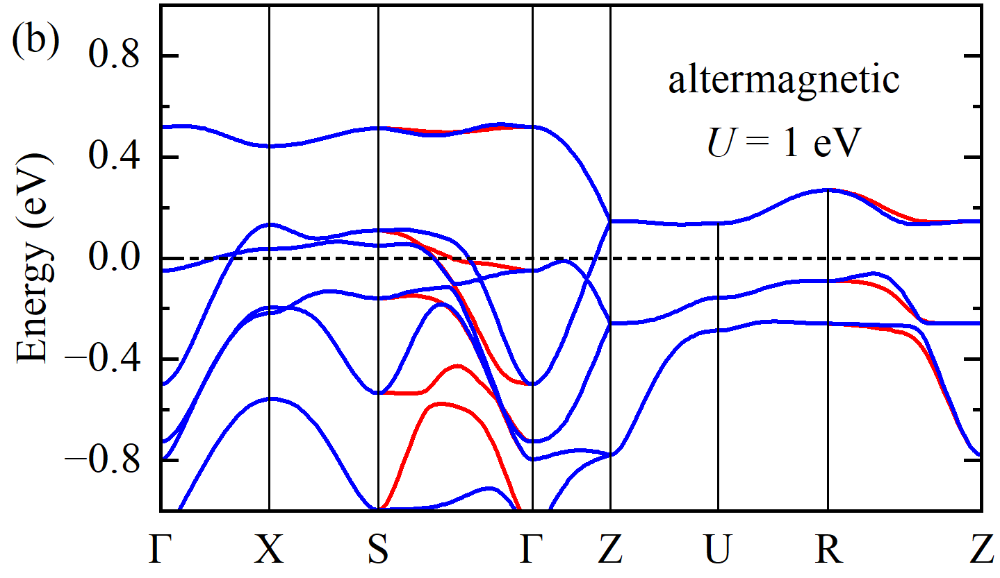 (b)
0.8
0.4
0.0
−0.4
−0.8
Energy (eV)
altermagnetic
U = 1 eV
Γ X S Γ Z U R Z